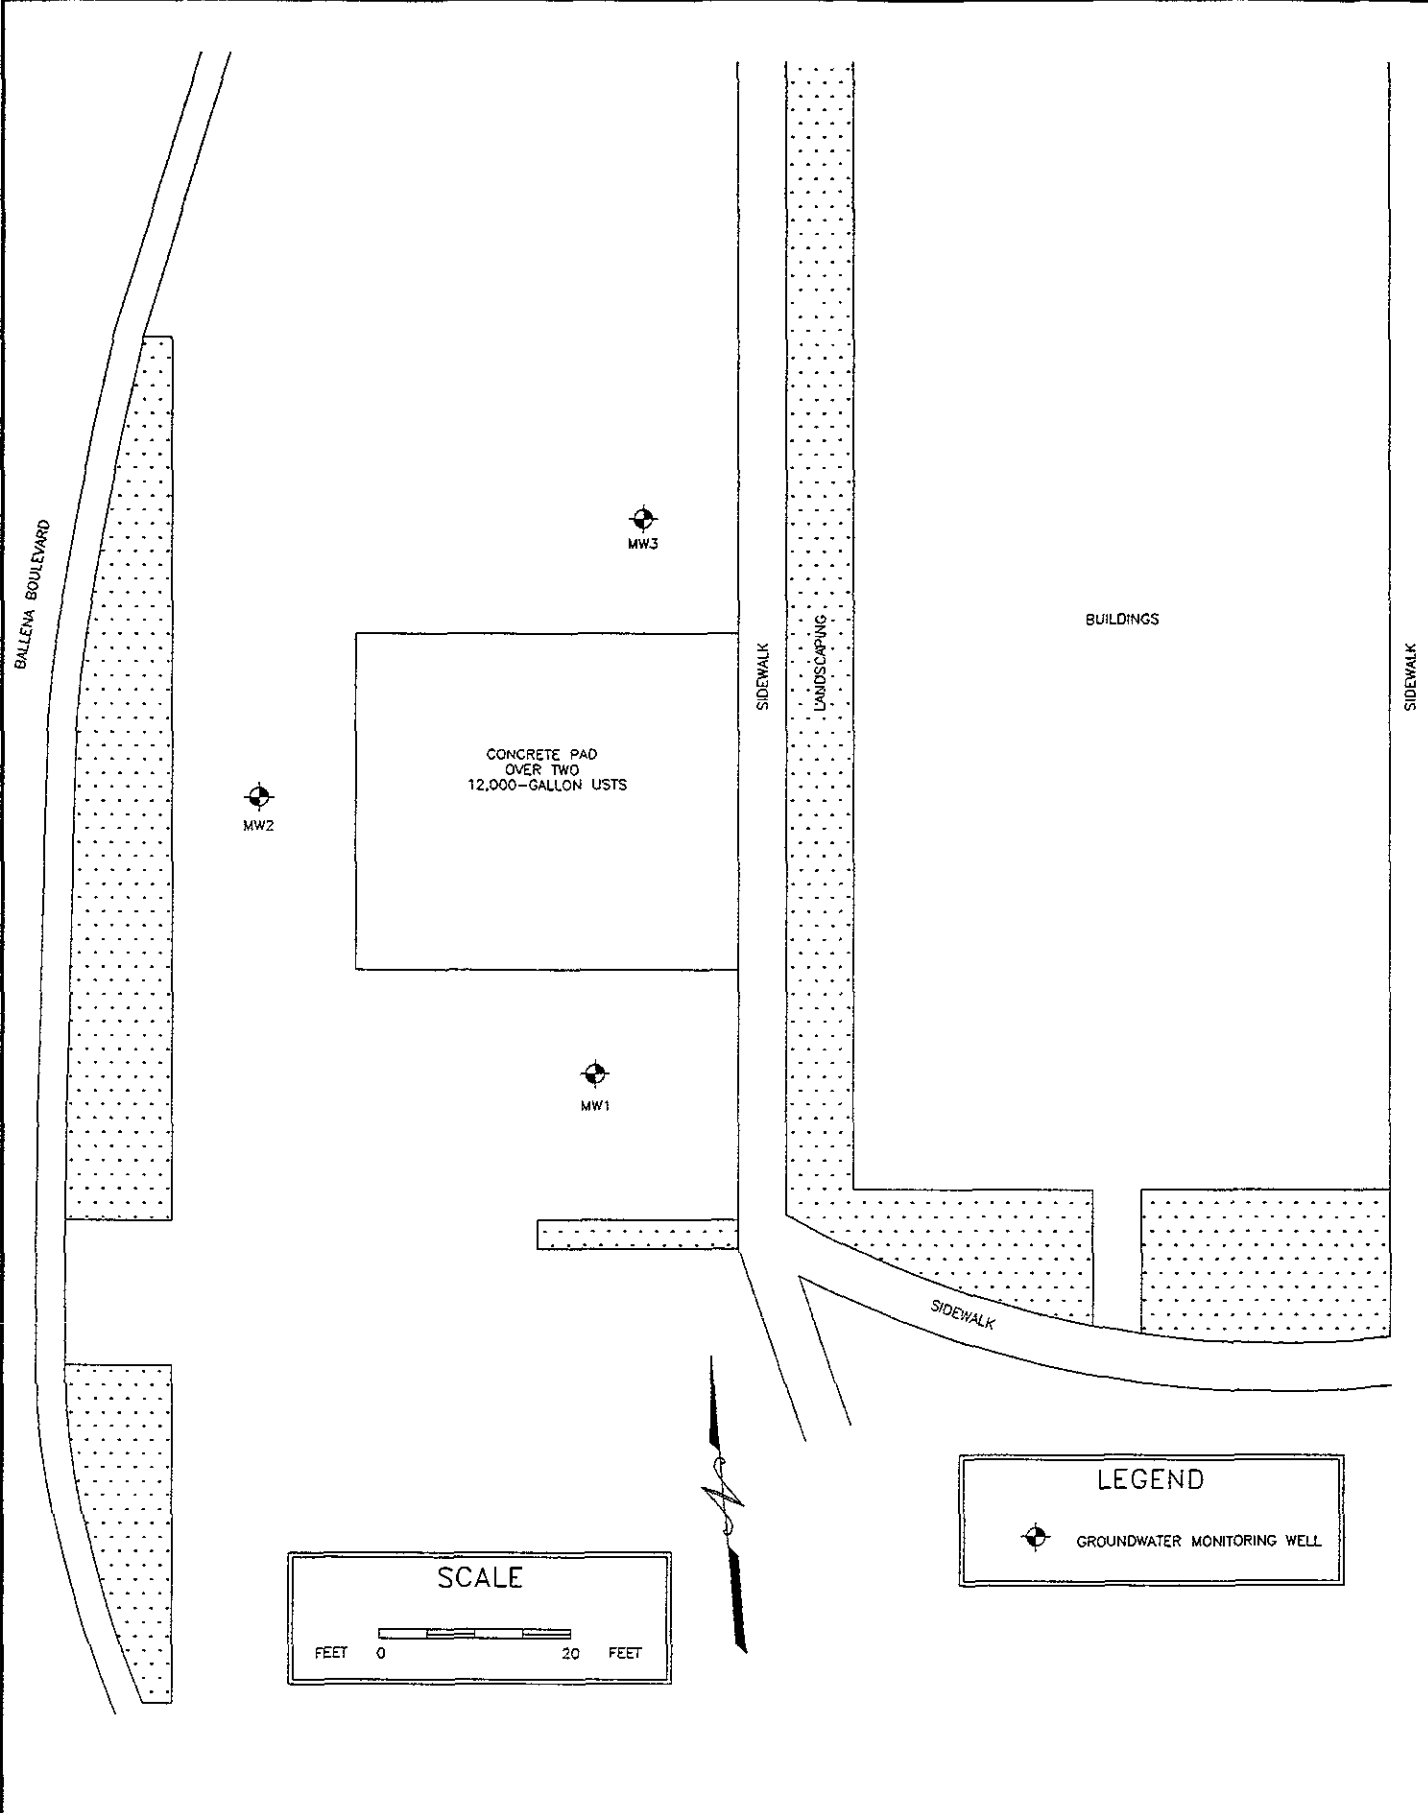 BALLENA BOULEVARD
MW3
BUILDINGS
SIDEWALK
LANDSCAPING
SIDEWALK
CONCRETE PAD
OVER TWO
12,000-GALLON USTS
MW2
MW1
SIDEWALK
N
LEGEND
GROUNDWATER MONITORING WELL
SCALE
FEET 0 20 FEET